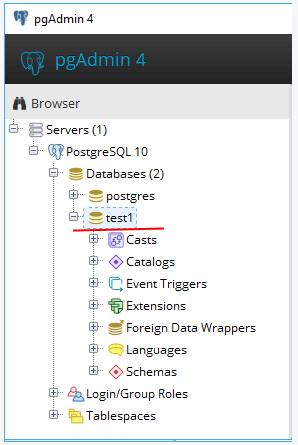 pgAdmin 4
pgAdmin 4
Browser
Servers (1)
PostgreSQL 10
Databases (2)
postgres
test1
Casts
Catalogs
Event Triggers
Extensions
Foreign Data Wrappers
Languages
Schemas
Login/Group Roles
Tablespaces